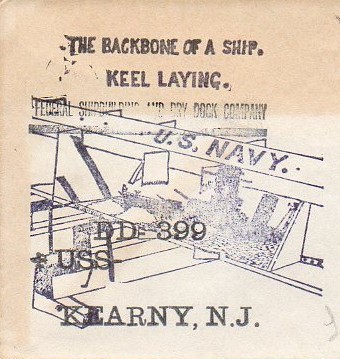 THE BACKBONE OF A SHIP.
KEEL LAYING.
FEDERAL SHIPBUILDING AND DRY DOCK COMPANY
U.S. NAVY.
DD-399
USS
KEARNY, N.J.